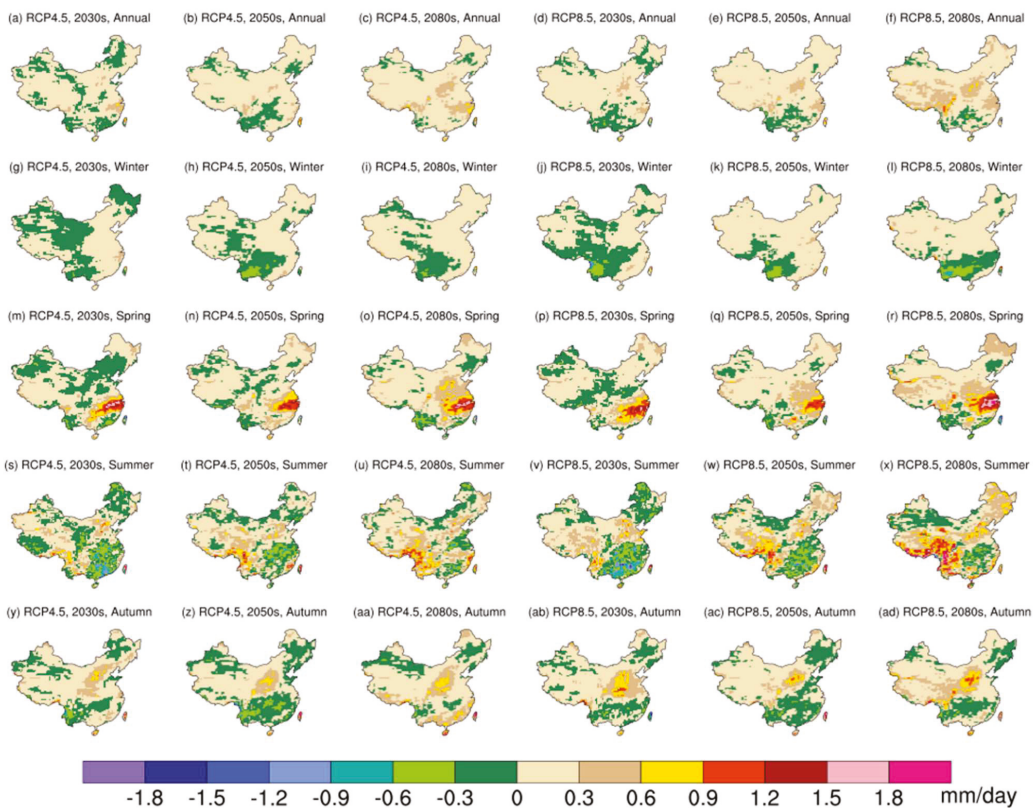 (a) RCP4.5, 2030s, Annual
(b) RCP4.5, 2050s, Annual
(c) RCP4.5, 2080s, Annual
(d) RCP8.5, 2030s, Annual
(e) RCP8.5, 2050s, Annual
(f) RCP8.5, 2080s, Annual
(g) RCP4.5, 2030s, Winter
(h) RCP4.5, 2050s, Winter
(i) RCP4.5, 2080s, Winter
(j) RCP8.5, 2030s, Winter
(k) RCP8.5, 2050s, Winter
(l) RCP8.5, 2080s, Winter
(m) RCP4.5, 2030s, Spring
(n) RCP4.5, 2050s, Spring
(o) RCP4.5, 2080s, Spring
(p) RCP8.5, 2030s, Spring
(q) RCP8.5, 2050s, Spring
(r) RCP8.5, 2080s, Spring
(s) RCP4.5, 2030s, Summer
(t) RCP4.5, 2050s, Summer
(u) RCP4.5, 2080s, Summer
(v) RCP8.5, 2030s, Summer
(w) RCP8.5, 2050s, Summer
(x) RCP8.5, 2080s, Summer
(y) RCP4.5, 2030s, Autumn
(z) RCP4.5, 2050s, Autumn
(aa) RCP4.5, 2080s, Autumn
(ab) RCP8.5, 2030s, Autumn
(ac) RCP8.5, 2050s, Autumn
(ad) RCP8.5, 2080s, Autumn
-1.8 -1.5 -1.2 -0.9 -0.6 -0.3 0 0.3 0.6 0.9 1.2 1.5 1.8 mm/day